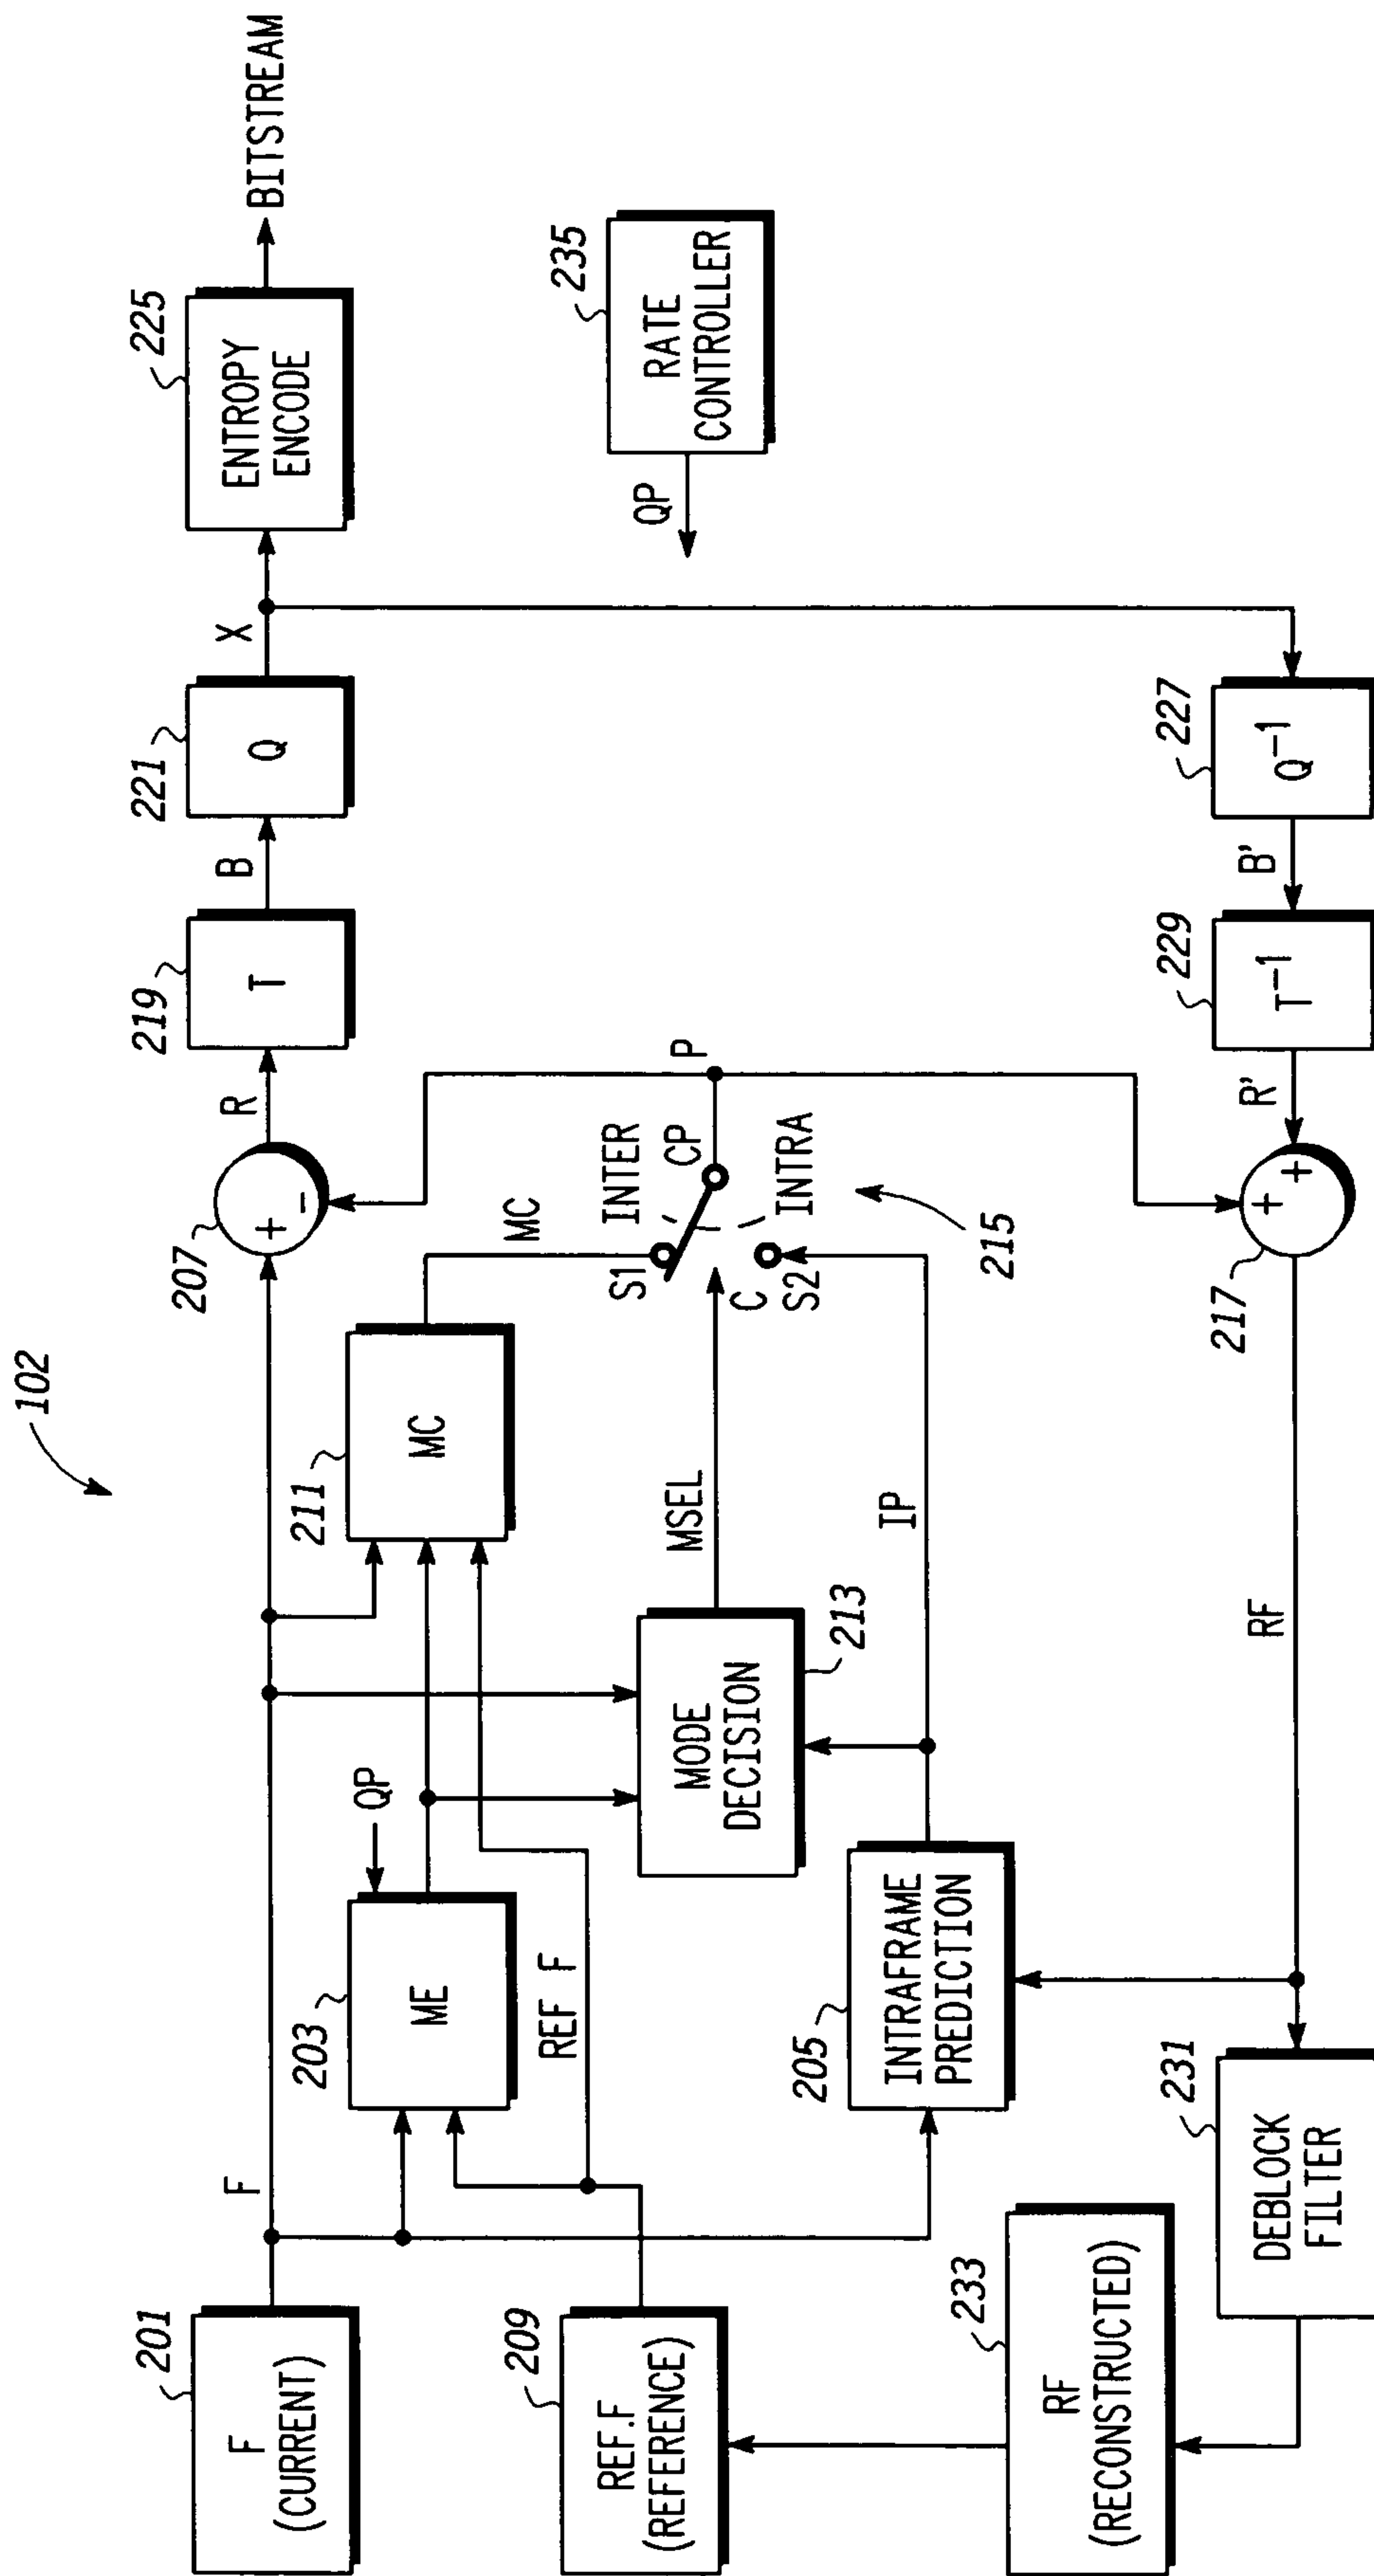 102
201
F
(CURRENT)
F
203
ME
QP
REF F
211
MC
MC
207
+
-
R
219
T
B
221
Q
X
225
ENTROPY
ENCODE
BITSTREAM
209
REF.F
(REFERENCE)
MODE
DECISION
213
MSEL
S1
INTER
CP
P
C
S2
INTRA
215
QP
RATE
CONTROLLER
235
205
INTRAFRAME
PREDICTION
IP
233
RF
(RECONSTRUCTED)
231
DEBLOCK
FILTER
RF
217
+
+
R'
229
T-1
B'
227
Q-1